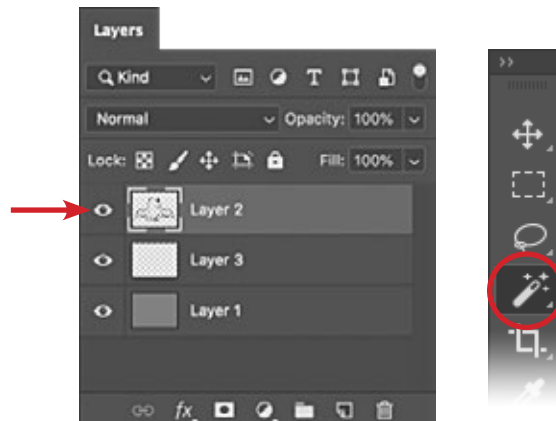 Layers
Kind
Normal Opacity: 100%
Lock: Fill: 100%
Layer 2
Layer 3
Layer 1
fx